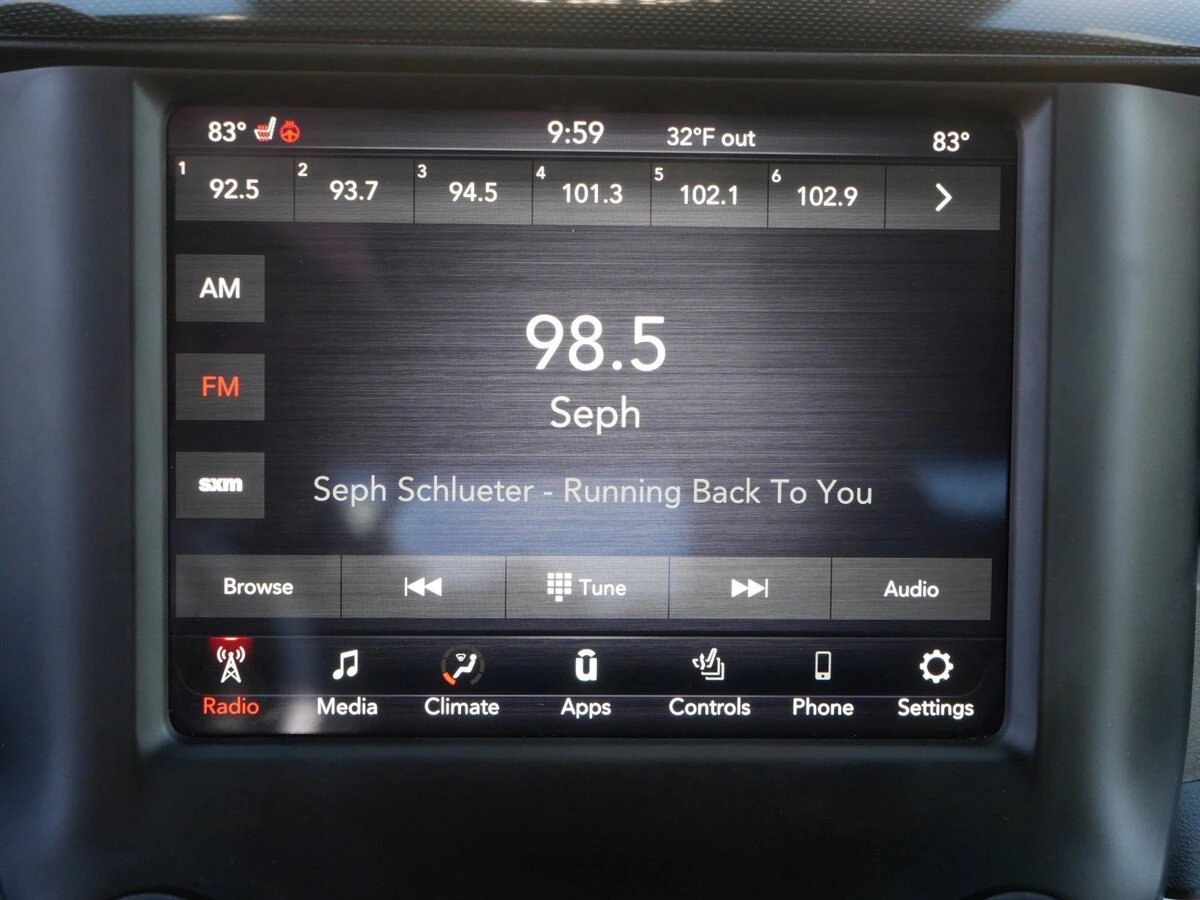 83° 9:59 32°F out 83°
1 92.5 2 93.7 3 94.5 4 101.3 5 102.1 6 102.9
AM
98.5
FM
Seph
sxm
Seph Schlueter - Running Back To You
Browse Tune Audio
Radio Media Climate Apps Controls Phone Settings